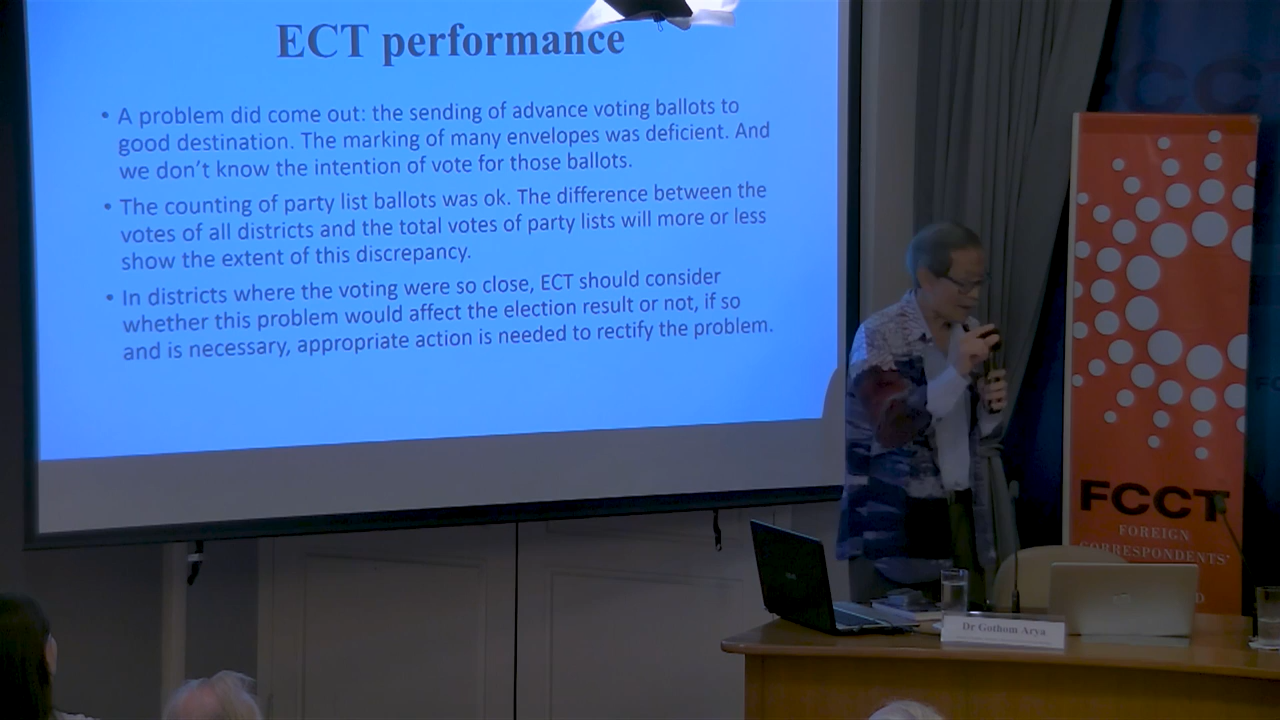 ECT performance
• A problem did come out: the sending of advance voting ballots to
good destination. The marking of many envelopes was deficient. And
we don't know the intention of vote for those ballots.
• The counting of party list ballots was ok. The difference between the
votes of all districts and the total votes of party lists will more or less
show the extent of this discrepancy.
• In districts where the voting were so close, ECT should consider
whether this problem would affect the election result or not, if so
and is necessary, appropriate action is needed to rectify the problem.
FCCT
FCCT
FOREIGN
CORRESPONDENTS'
Dr Gothom Arya